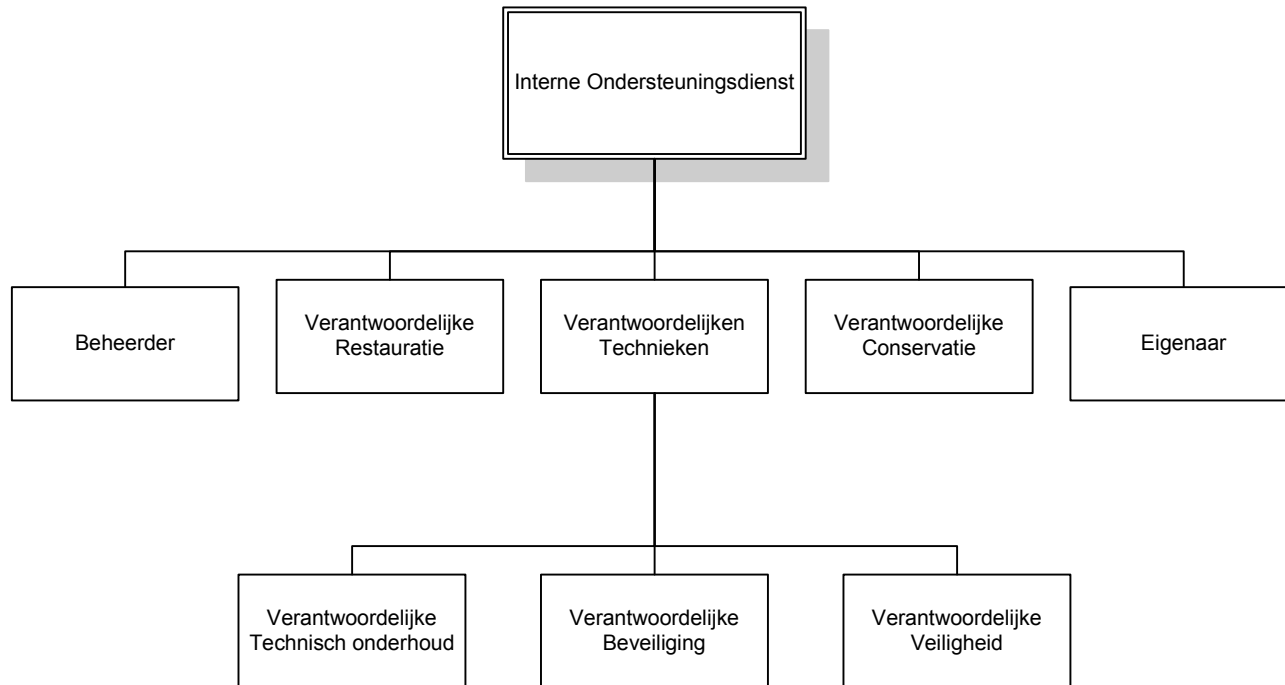 Interne Ondersteuningsdienst
Beheerder
Verantwoordelijke
Restauratie
Verantwoordelijken
Technieken
Verantwoordelijke
Conservatie
Eigenaar
Verantwoordelijke
Technisch onderhoud
Verantwoordelijke
Beveiliging
Verantwoordelijke
Veiligheid